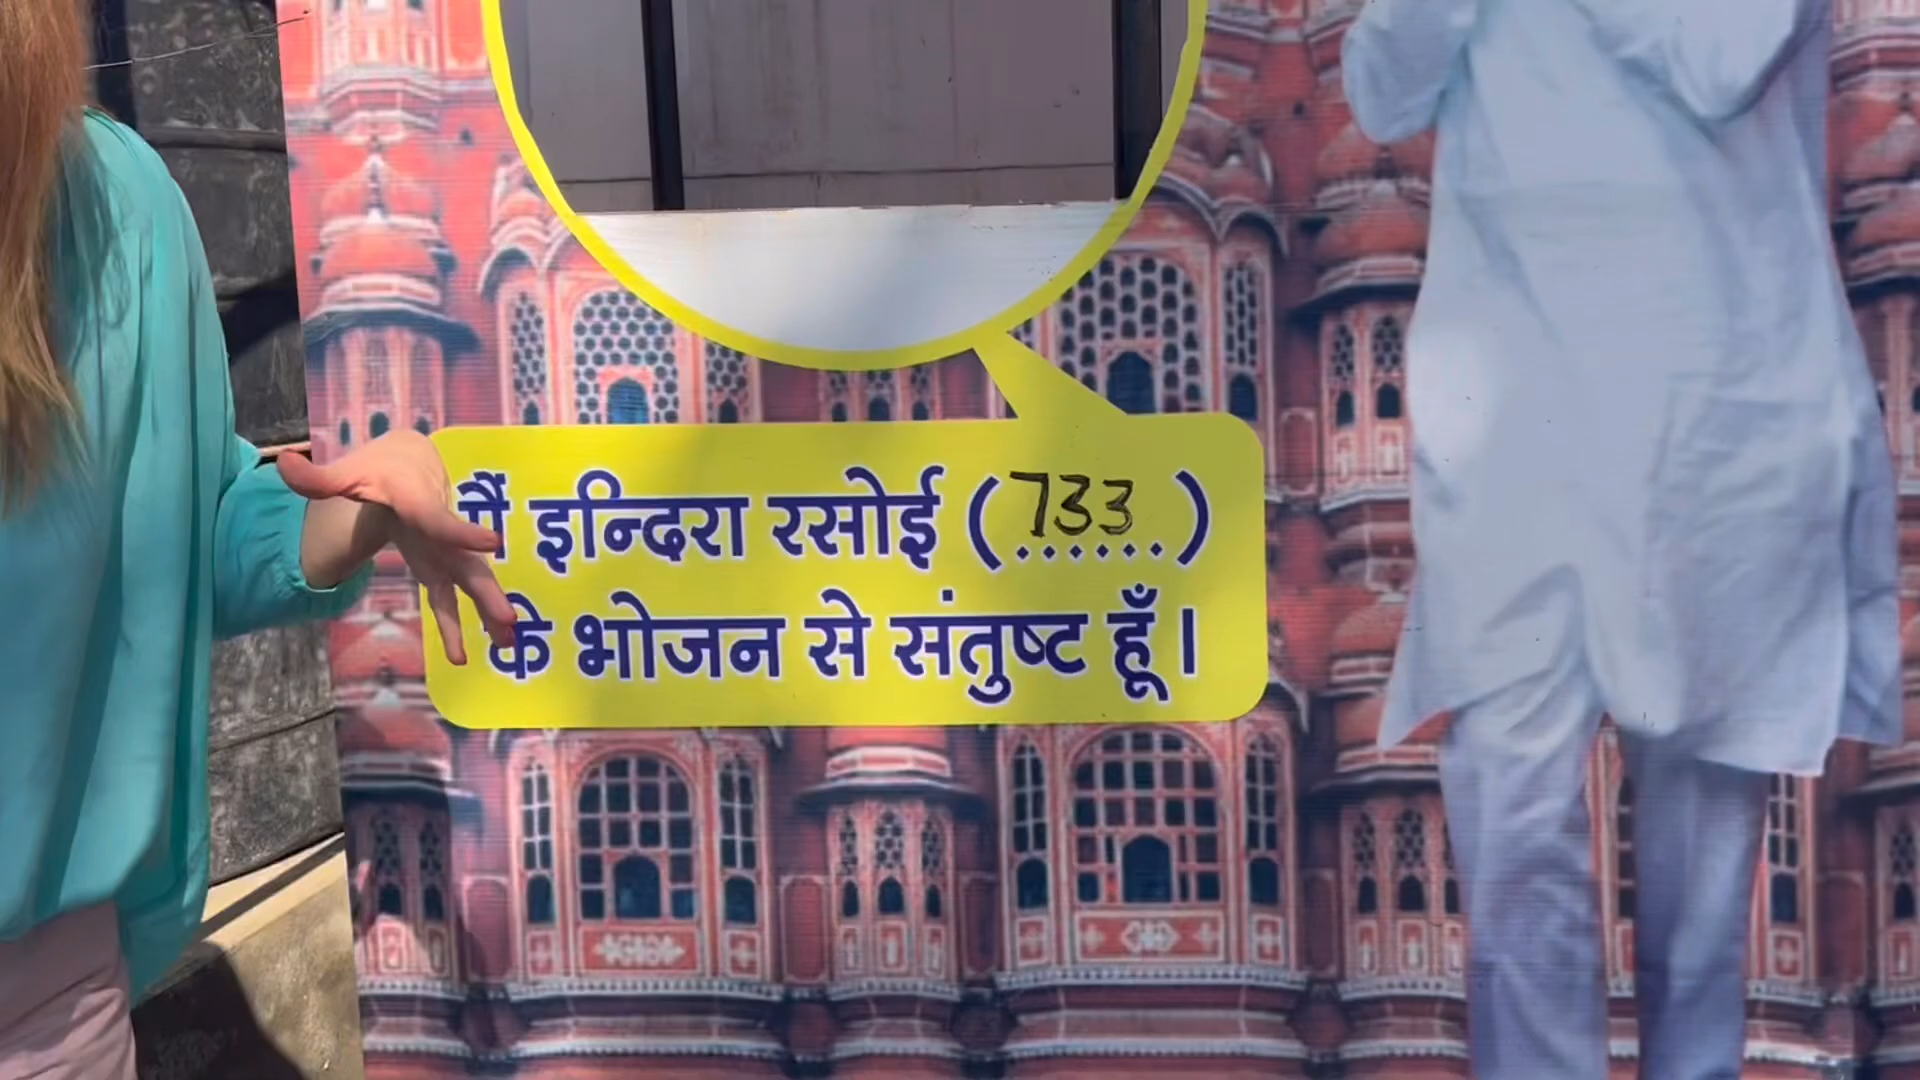 मैं इन्दिरा रसोई (733)
के भोजन से संतुष्ट हूँ।